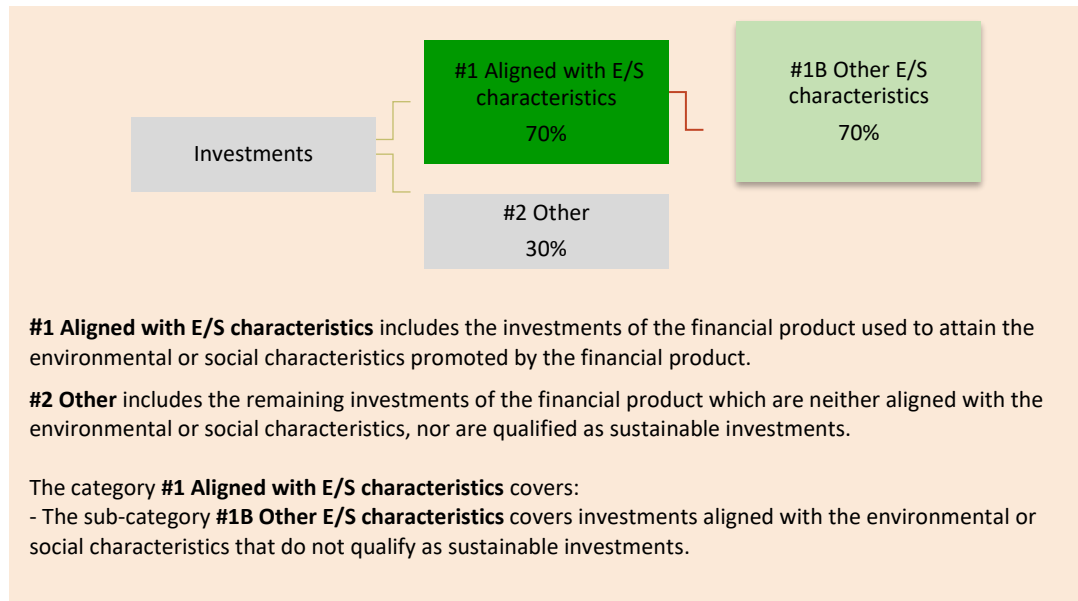 #1 Aligned with E/S
characteristics
70%
#1B Other E/S
characteristics
70%
Investments
#2 Other
30%
#1 Aligned with E/S characteristics includes the investments of the financial product used to attain the
environmental or social characteristics promoted by the financial product.
#2 Other includes the remaining investments of the financial product which are neither aligned with the
environmental or social characteristics, nor are qualified as sustainable investments.
The category #1 Aligned with E/S characteristics covers:
- The sub-category #1B Other E/S characteristics covers investments aligned with the environmental or
social characteristics that do not qualify as sustainable investments.